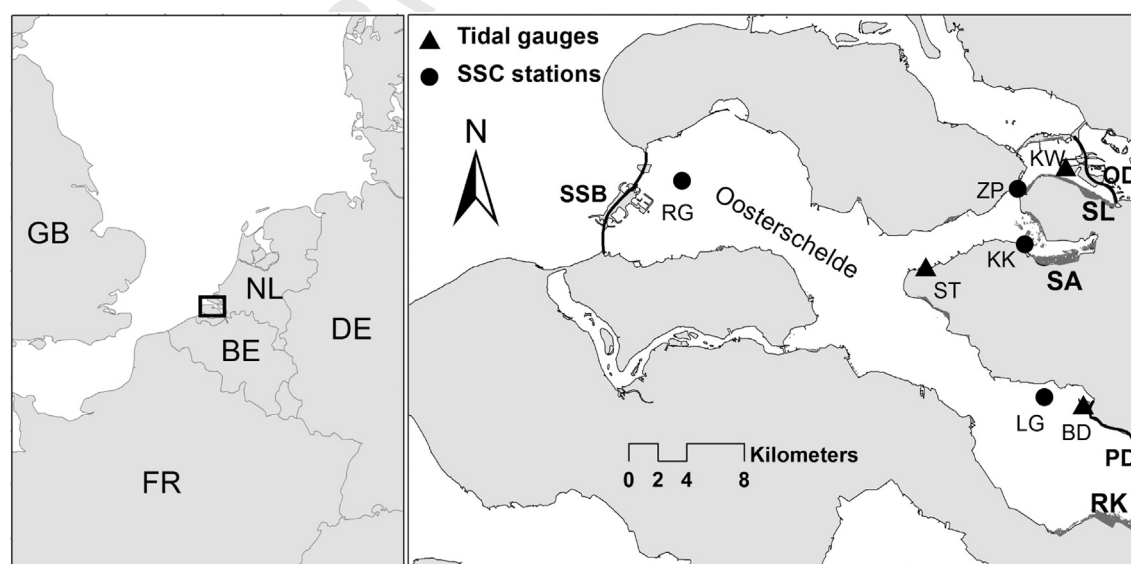 GB
NL
DE
BE
FR
Tidal gauges
SSC stations
N
SSB
RG
Oosterschelde
KW
OD
ZP
SL
KK
SA
ST
LG
BD
PD
RK
Kilometers
0 2 4 8